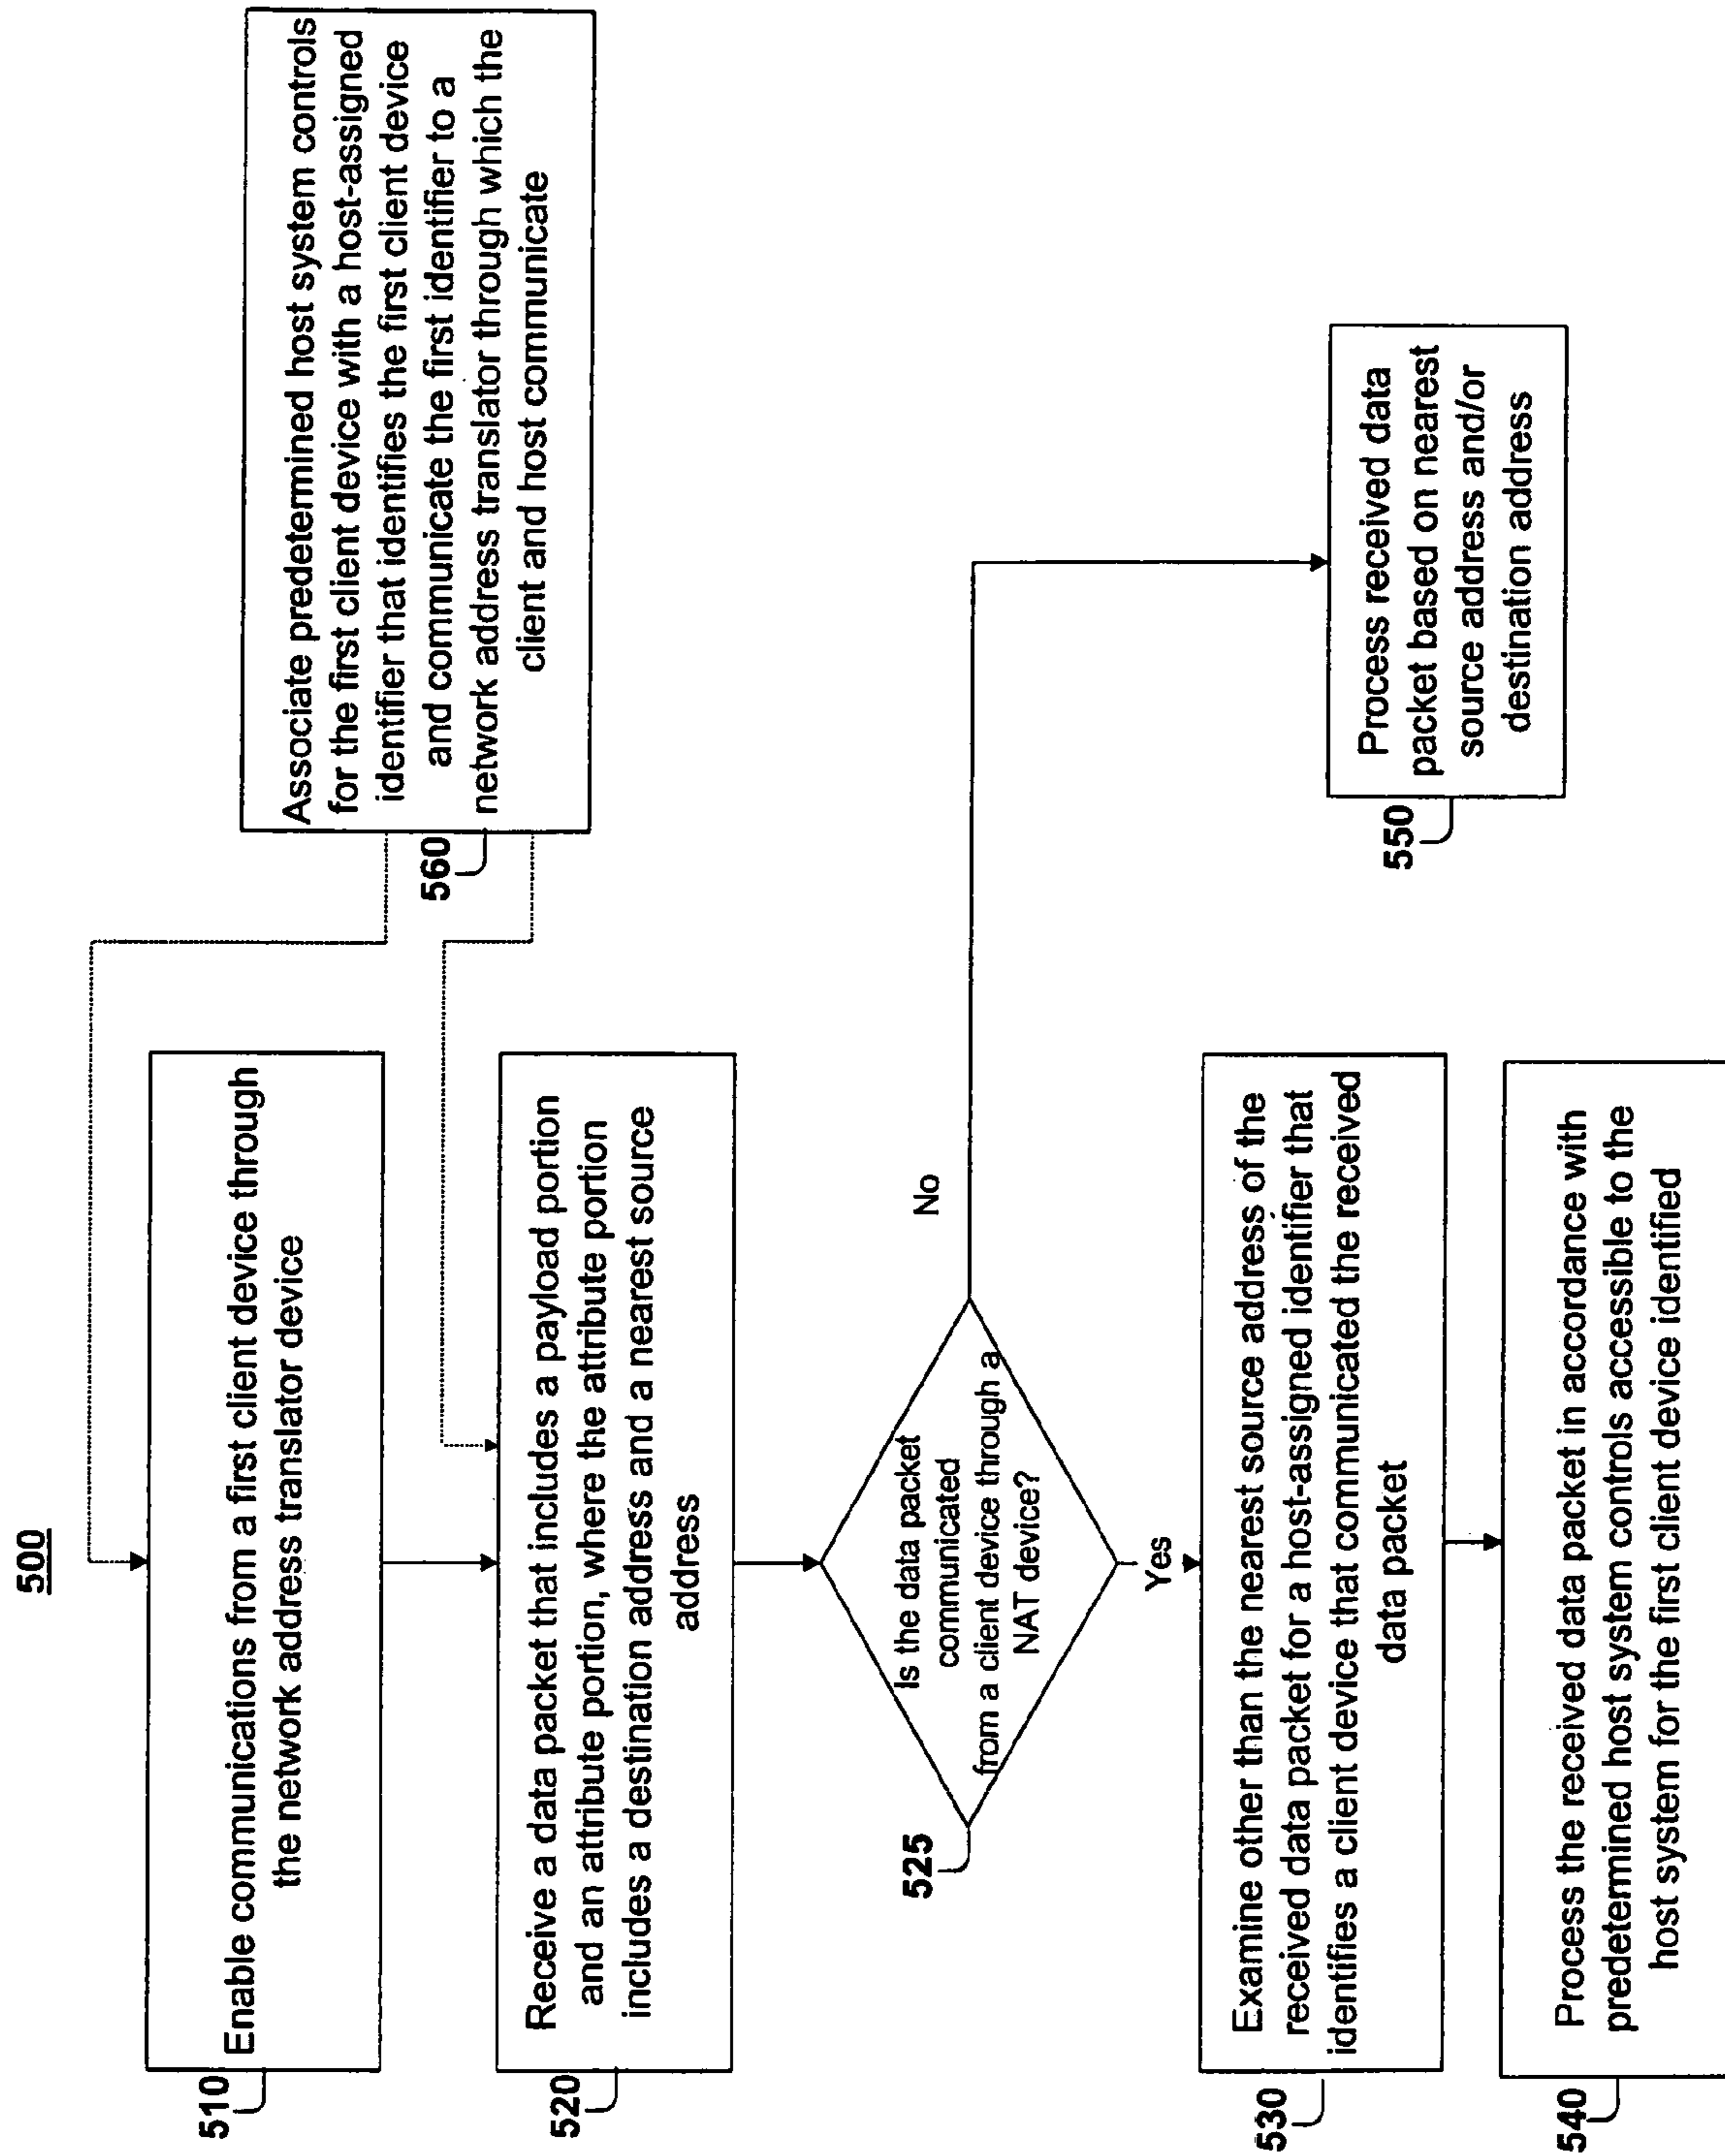 500
510
Enable communications from a first client device through
the network address translator device
560
Associate predetermined host system controls
for the first client device with a host-assigned
identifier that identifies the first client device
and communicate the first identifier to a
network address translator through which the
client and host communicate
520
Receive a data packet that includes a payload portion
and an attribute portion, where the attribute portion
includes a destination address and a nearest source
address
525
Is the data packet
communicated
from a client device through a
NAT device?
No
Yes
530
Examine other than the nearest source address of the
received data packet for a host-assigned identifier that
identifies a client device that communicated the received
data packet
550
Process received data
packet based on nearest
source address and/or
destination address
540
Process the received data packet in accordance with
predetermined host system controls accessible to the
host system for the first client device identified